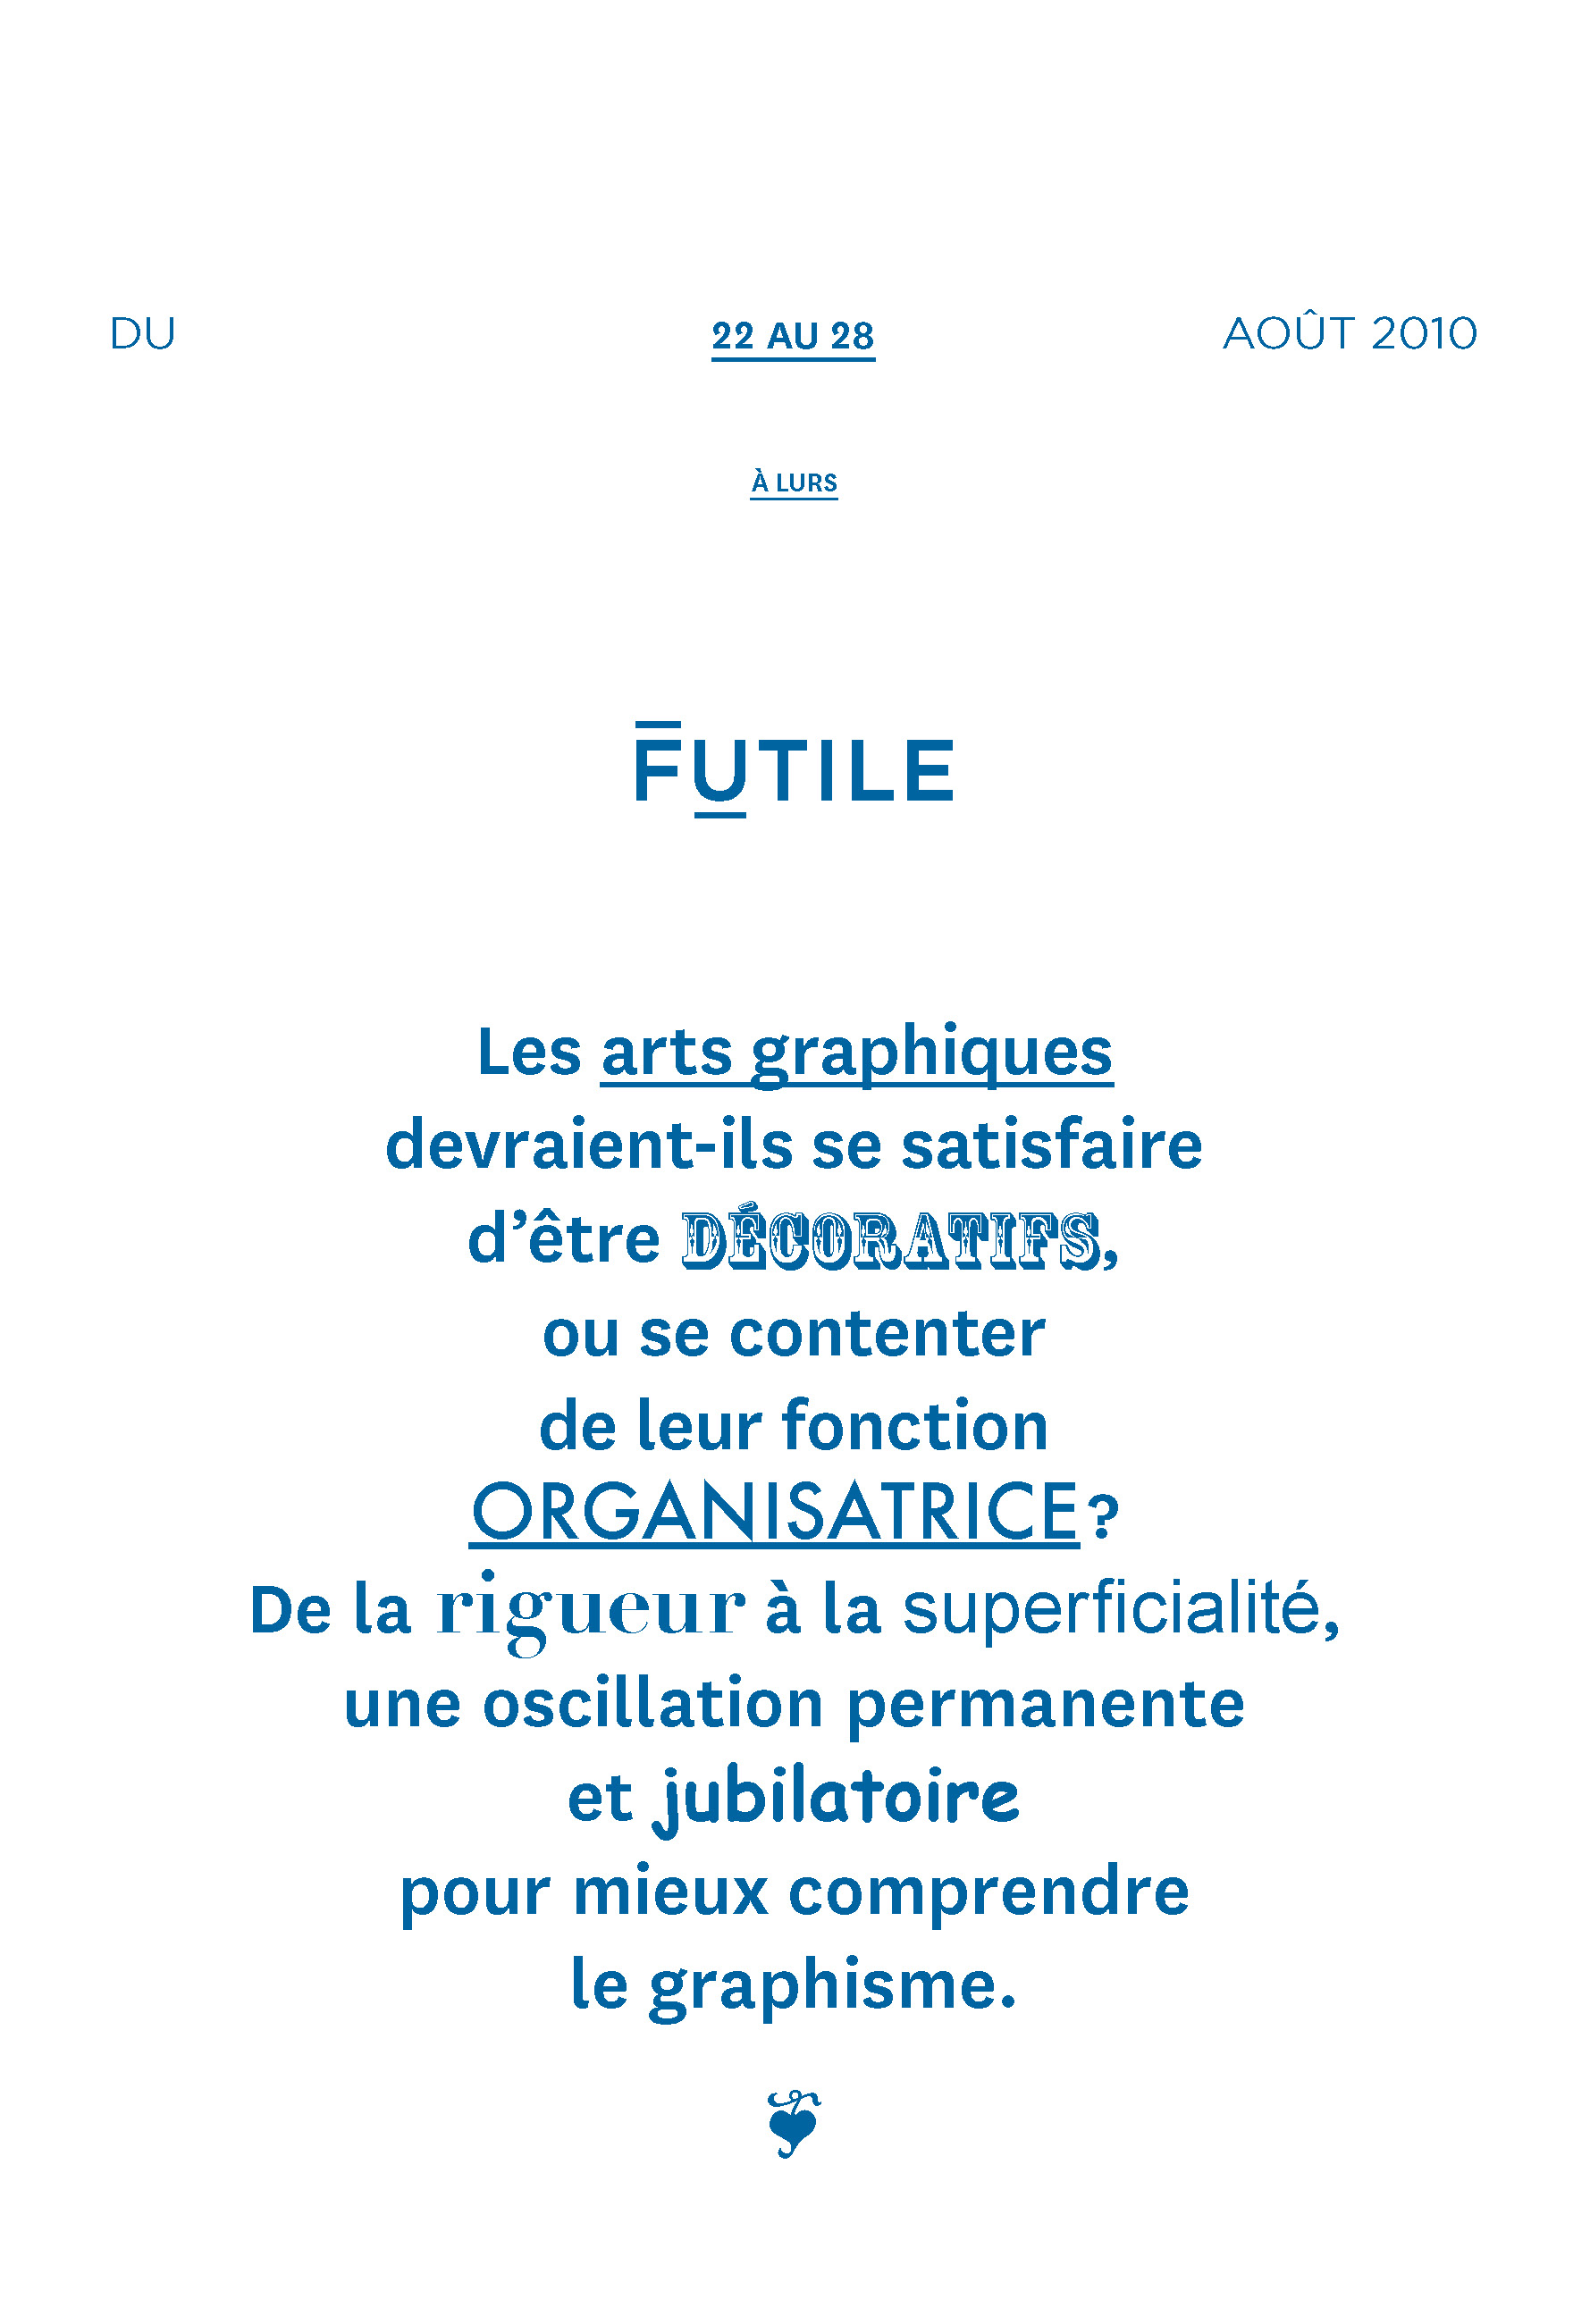 DU 22 AU 28 AOÛT 2010
À LURS
FUTILE
Les arts graphiques
devraient-ils se satisfaire
d’être DÉCORATIFS,
ou se contenter
de leur fonction
ORGANISATRICE ?
De la rigueur à la superficialité,
une oscillation permanente
et jubilatoire
pour mieux comprendre
le graphisme.